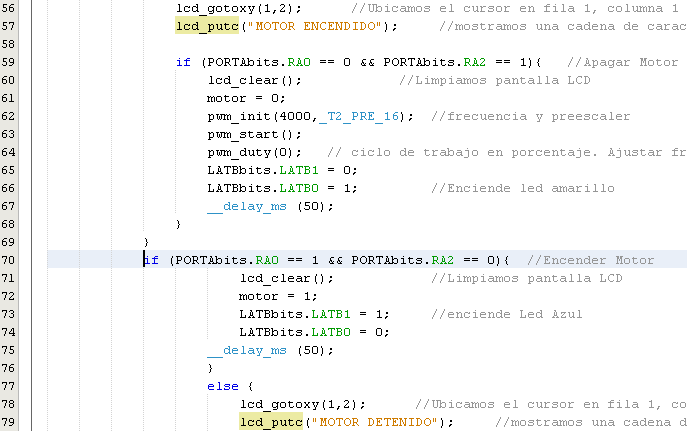 56 lcd_gotoxy(1,2); //Ubicamos el cursor en fila 1, columna 1
57 lcd_putc("MOTOR ENCENDIDO"); //mostramos una cadena de carac
58
59 if (PORTAbits.RA0 == 0 && PORTAbits.RA2 == 1){ //Apagar Motor
60 lcd_clear(); //Limpiamos pantalla LCD
61 motor = 0;
62 pwm_init(4000,_T2_PRE_16); //frecuencia y preescaler
63 pwm_start();
64 pwm_duty(0); // ciclo de trabajo en porcentaje. Ajustar fr
65 LATBbits.LATB1 = 0;
66 LATBbits.LATB0 = 1; //Enciende led amarillo
67 __delay_ms (50);
68 }
69 }
70 if (PORTAbits.RA0 == 1 && PORTAbits.RA2 == 0){ //Encender Motor
71 lcd_clear(); //Limpiamos pantalla LCD
72 motor = 1;
73 LATBbits.LATB1 = 1; //enciende Led Azul
74 LATBbits.LATB0 = 0;
75 __delay_ms (50);
76 }
77 else {
78 lcd_gotoxy(1,2); //Ubicamos el cursor en fila 1, co
79 lcd_putc("MOTOR DETENIDO"); //mostramos una cadena d